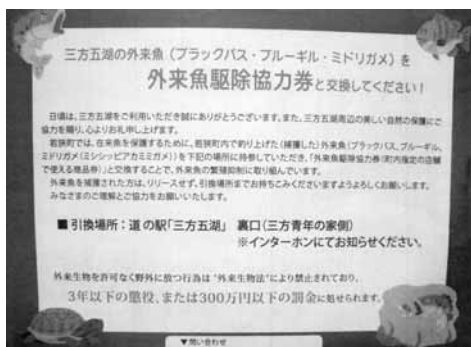 三方五湖の外来魚（ブラックバス・ブルーギル・ミドリガメ）を
外来魚駆除協力券と交換してください！
日頃は、三方五湖をご利用いただき誠にありがとうございます。また、三方五湖周辺の美しい自然の保護にご
協力を賜り、心よりお礼申し上げます。
若狭町では、在来魚を保護するために、若狭町内で釣り上げた（捕獲した）外来魚（ブラックバス、ブルーギル、
ミドリガメ（ミシシッピアカミミガメ））を下記の場所に持参していただき、「外来魚駆除協力券（町内指定の店舗
で使える商品券）」と交換することで、外来魚の繁殖抑制に取り組んでいます。
外来魚を捕獲された方は、リリースせず、引換場所までお持ちこみくださいますようよろしくお願いします。
みなさまのご理解とご協力をお願いいたします。
■ 引換場所：道の駅「三方五湖」 裏口（三方青年の家側）
※インターホンにてお知らせください。
外来生物を許可なく野外に放つ行為は“外来生物法”により禁止されており、
3年以下の懲役、または300万円以下の罰金に処せられます。
▼問い合わせ